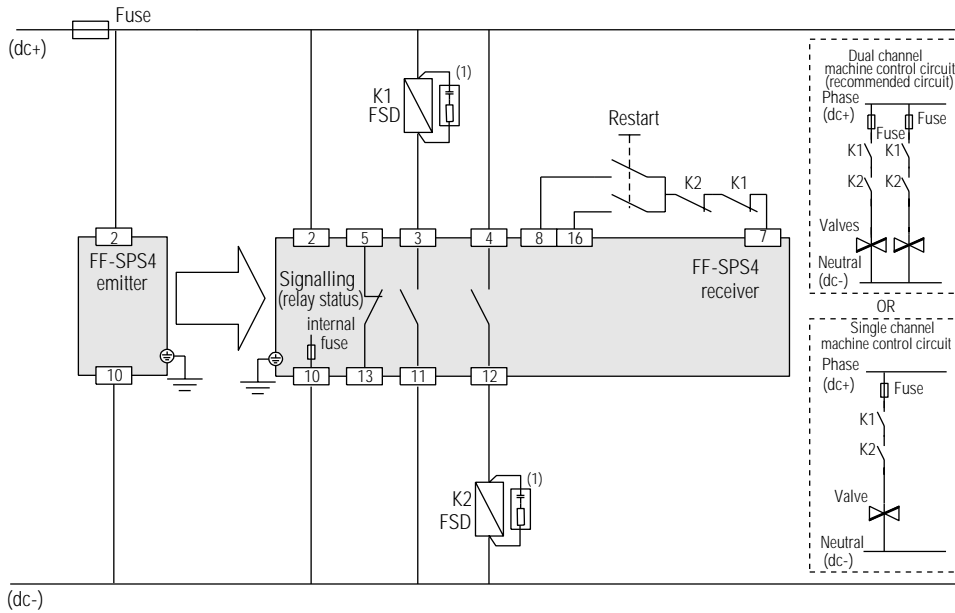 Fuse
(dc+)
(1)
K1
FSD
Restart
K2
K1
2
2
5
3
4
8
16
7
FF-SPS4
emitter
Signalling
(relay status)
internal
fuse
FF-SPS4
receiver
10
10
13
11
12
(1)
K2
FSD
(dc-)
Dual channel
machine control circuit
(recommended circuit)
Phase
(dc+)
Fuse
Fuse
K1
K1
K2
K2
Valves
Neutral
(dc-)
OR
Single channel
machine control circuit
Phase
(dc+)
Fuse
K1
K2
Valve
Neutral
(dc-)